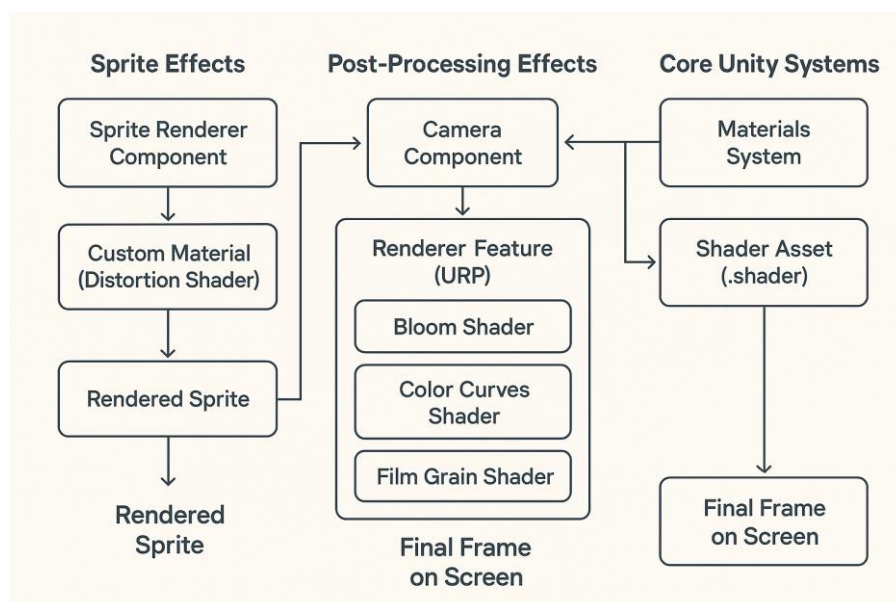 Sprite Effects
Sprite Renderer
Component
Custom Material
(Distortion Shader)
Rendered Sprite
Rendered
Sprite
Post-Processing Effects
Camera
Component
Renderer Feature
(URP)
Bloom Shader
Color Curves
Shader
Film Grain Shader
Final Frame
on Screen
Core Unity Systems
Materials
System
Shader Asset
(.shader)
Final Frame
on Screen